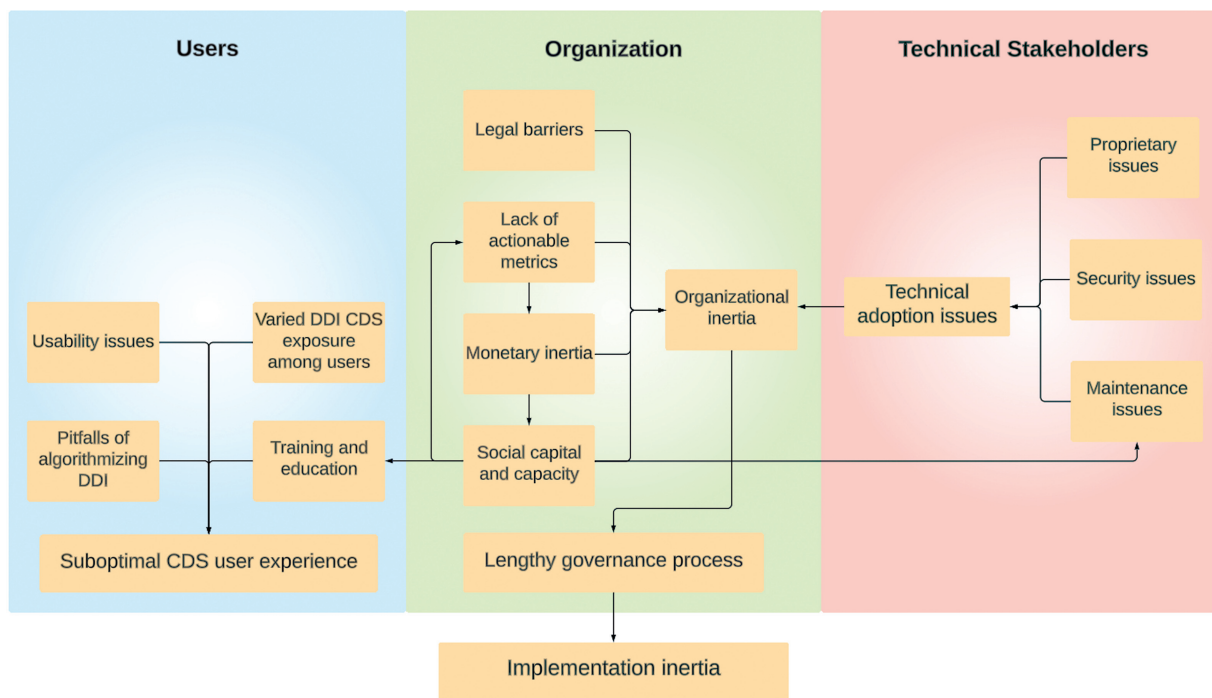 Users
Organization
Technical Stakeholders
Legal barriers
Lack of
actionable
metrics
Monetary inertia
Social capital
and capacity
Organizational
inertia
Lengthy governance process
Implementation inertia
Usability issues
Varied DDI CDS
exposure
among users
Pitfalls of
algorithmizing
DDI
Training and
education
Suboptimal CDS user experience
Technical
adoption issues
Proprietary
issues
Security issues
Maintenance
issues